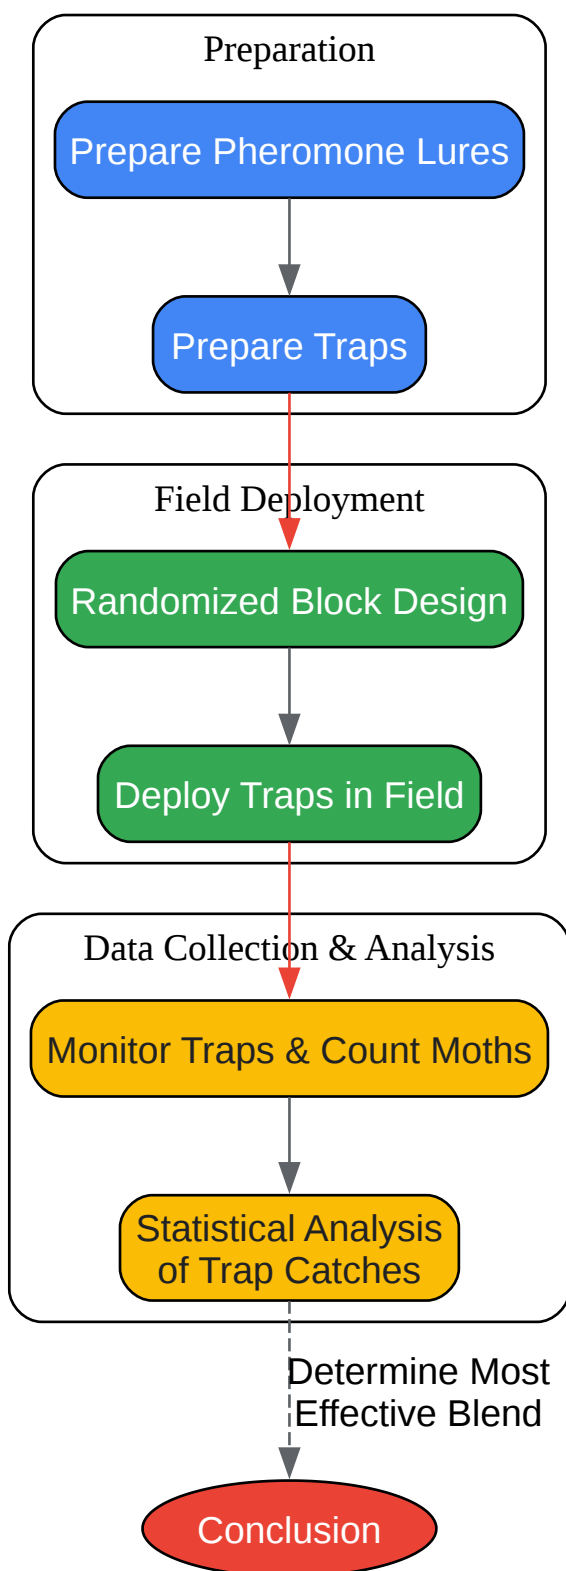 Preparation
Prepare Pheromone Lures
Prepare Traps
Field Deployment
Randomized Block Design
Deploy Traps in Field
Data Collection & Analysis
Monitor Traps & Count Moths
Statistical Analysis
of Trap Catches
Determine Most
Effective Blend
Conclusion